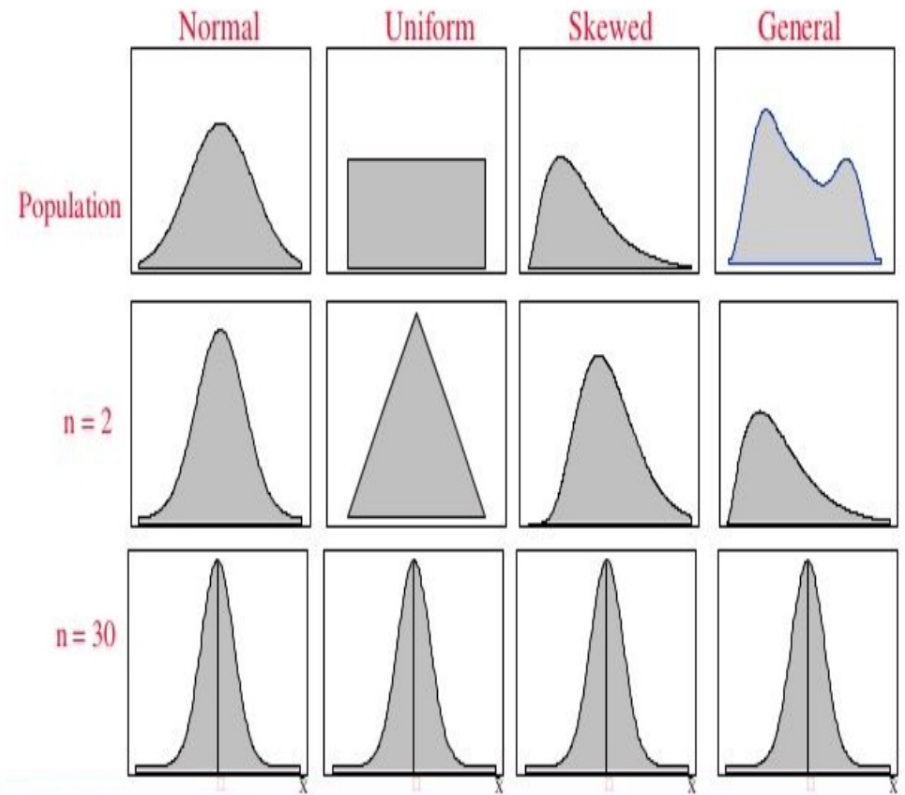 Normal Uniform Skewed General
Population
n = 2
n = 30
x̄ x̄ x̄ x̄